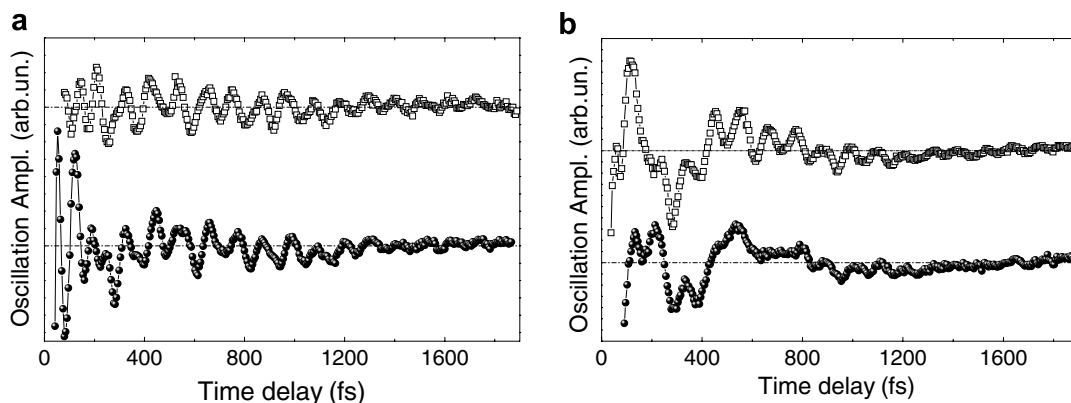 a
b
Oscillation Ampl. (arb.un.)
0 400 800 1200 1600
Time delay (fs)
Oscillation Ampl. (arb.un.)
0 400 800 1200 1600
Time delay (fs)